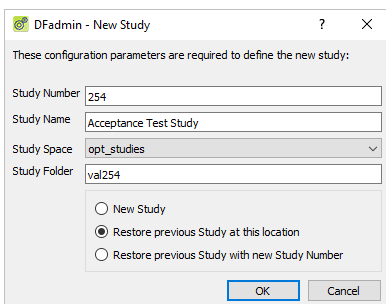 DFadmin - New Study ?
These configuration parameters are required to define the new study:
Study Number 254
Study Name Acceptance Test Study
Study Space opt_studies
Study Folder val254
New Study
Restore previous Study at this location
Restore previous Study with new Study Number
OK Cancel